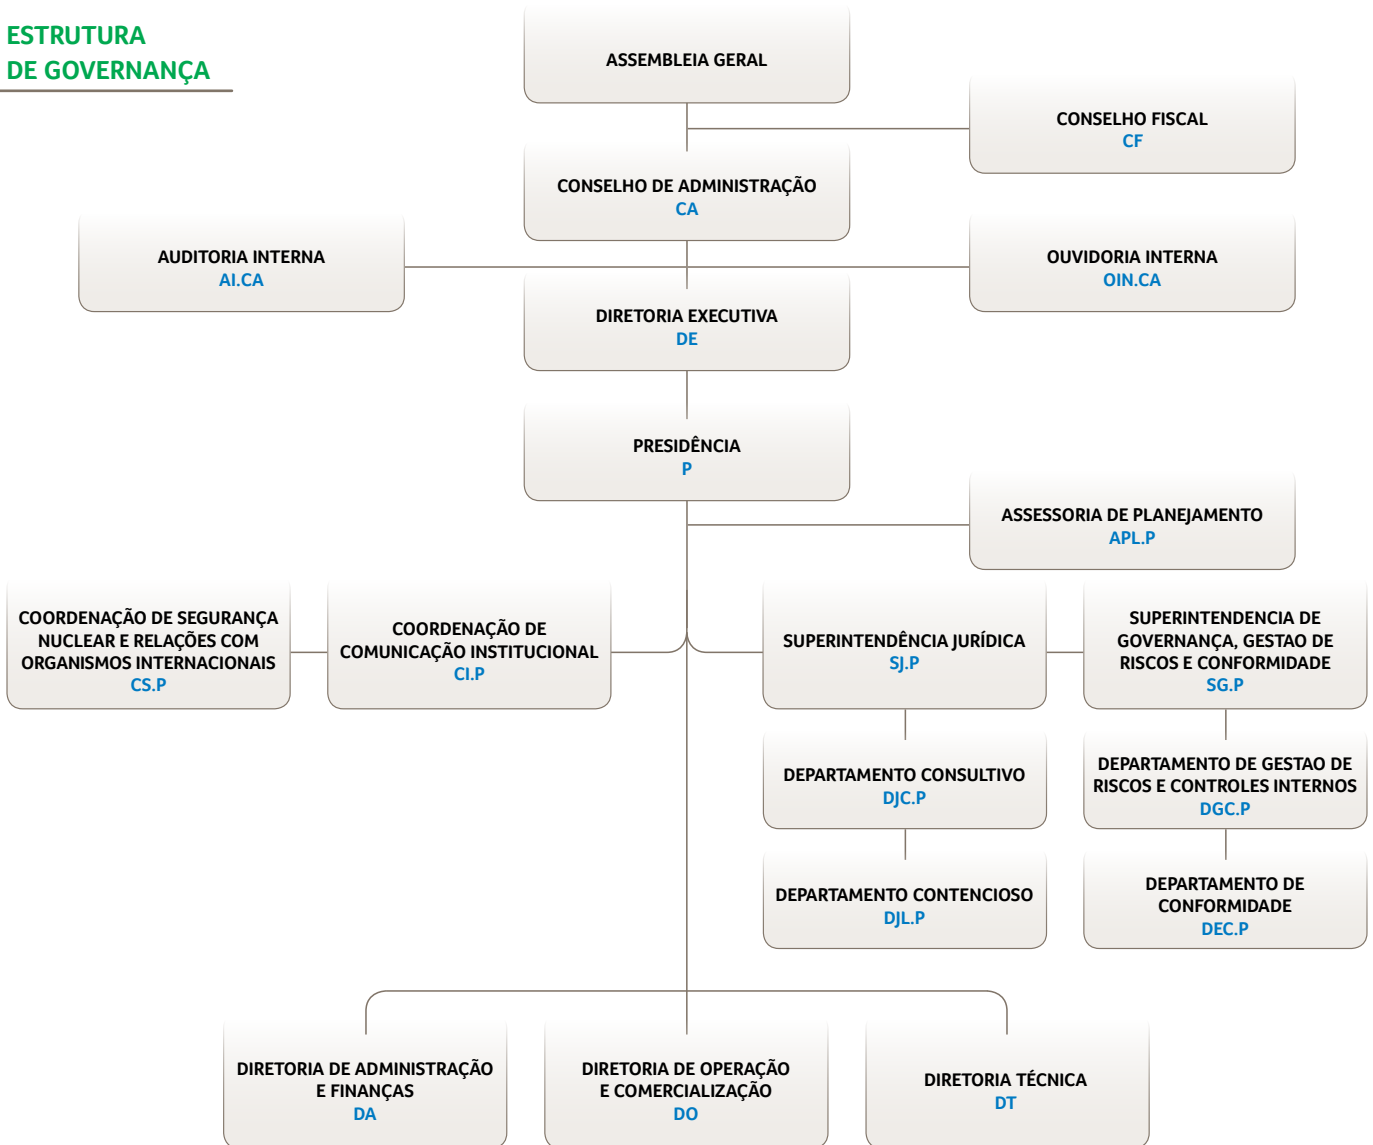 ESTRUTURA
DE GOVERNANÇA
ASSEMBLEIA GERAL
CONSELHO FISCAL
CF
CONSELHO DE ADMINISTRAÇÃO
CA
AUDITORIA INTERNA
AI.CA
OUVIDORIA INTERNA
OIN.CA
DIRETORIA EXECUTIVA
DE
PRESIDÊNCIA
P
ASSESSORIA DE PLANEJAMENTO
APL.P
COORDENAÇÃO DE SEGURANÇA
NUCLEAR E RELAÇÕES COM
ORGANISMOS INTERNACIONAIS
CS.P
COORDENAÇÃO DE
COMUNICAÇÃO INSTITUCIONAL
CI.P
SUPERINTENDÊNCIA JURÍDICA
SJ.P
SUPERINTENDENCIA DE
GOVERNANÇA, GESTAO DE
RISCOS E CONFORMIDADE
SG.P
DEPARTAMENTO CONSULTIVO
DJC.P
DEPARTAMENTO DE GESTAO DE
RISCOS E CONTROLES INTERNOS
DGC.P
DEPARTAMENTO CONTENCIOSO
DJL.P
DEPARTAMENTO DE
CONFORMIDADE
DEC.P
DIRETORIA DE ADMINISTRAÇÃO
E FINANÇAS
DA
DIRETORIA DE OPERAÇÃO
E COMERCIALIZAÇÃO
DO
DIRETORIA TÉCNICA
DT